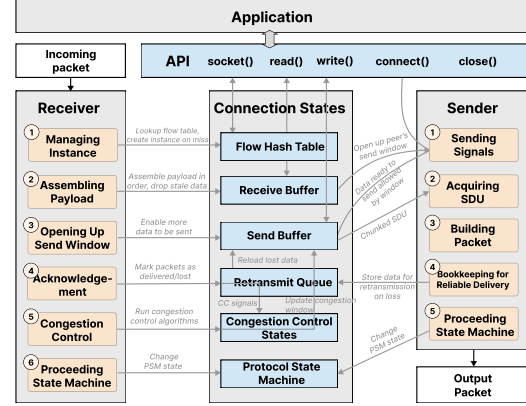 Application
Incoming
packet
API socket() read() write() connect() close()
Receiver
1
Managing
Instance
2
Assembling
Payload
3
Opening Up
Send Window
4
Acknowledge-
ment
5
Congestion
Control
6
Proceeding
State Machine
Lookup flow table,
create instance on miss
Assemble payload in
order, drop stale data
Enable more
data to be sent
Mark packets as
delivered/lost
Run congestion
control algorithms
Change
PSM state
Connection States
Flow Hash Table
Receive Buffer
Send Buffer
Reload lost data
Retransmit Queue
CC signals
Update congestion
window
Congestion Control
States
Protocol State
Machine
Open up peer's
send window
Data ready to
send allowed
by window
Chunked SDU
Store data for
retransmission
on loss
Change
PSM state
Sender
1
Sending
Signals
2
Acquiring
SDU
3
Building
Packet
4
Bookkeeping for
Reliable Delivery
5
Proceeding
State Machine
Output
Packet